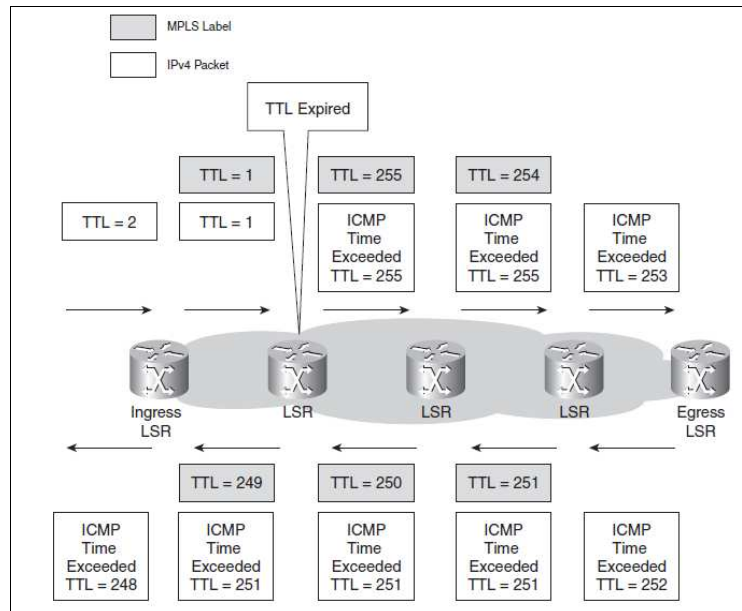 MPLS Label
IPv4 Packet
TTL Expired
TTL = 1
TTL = 255
TTL = 254
TTL = 2
TTL = 1
ICMP
Time
Exceeded
TTL = 255
ICMP
Time
Exceeded
TTL = 255
ICMP
Time
Exceeded
TTL = 253
Ingress
LSR
LSR
LSR
LSR
Egress
LSR
TTL = 249
TTL = 250
TTL = 251
ICMP
Time
Exceeded
TTL = 248
ICMP
Time
Exceeded
TTL = 251
ICMP
Time
Exceeded
TTL = 251
ICMP
Time
Exceeded
TTL = 251
ICMP
Time
Exceeded
TTL = 252